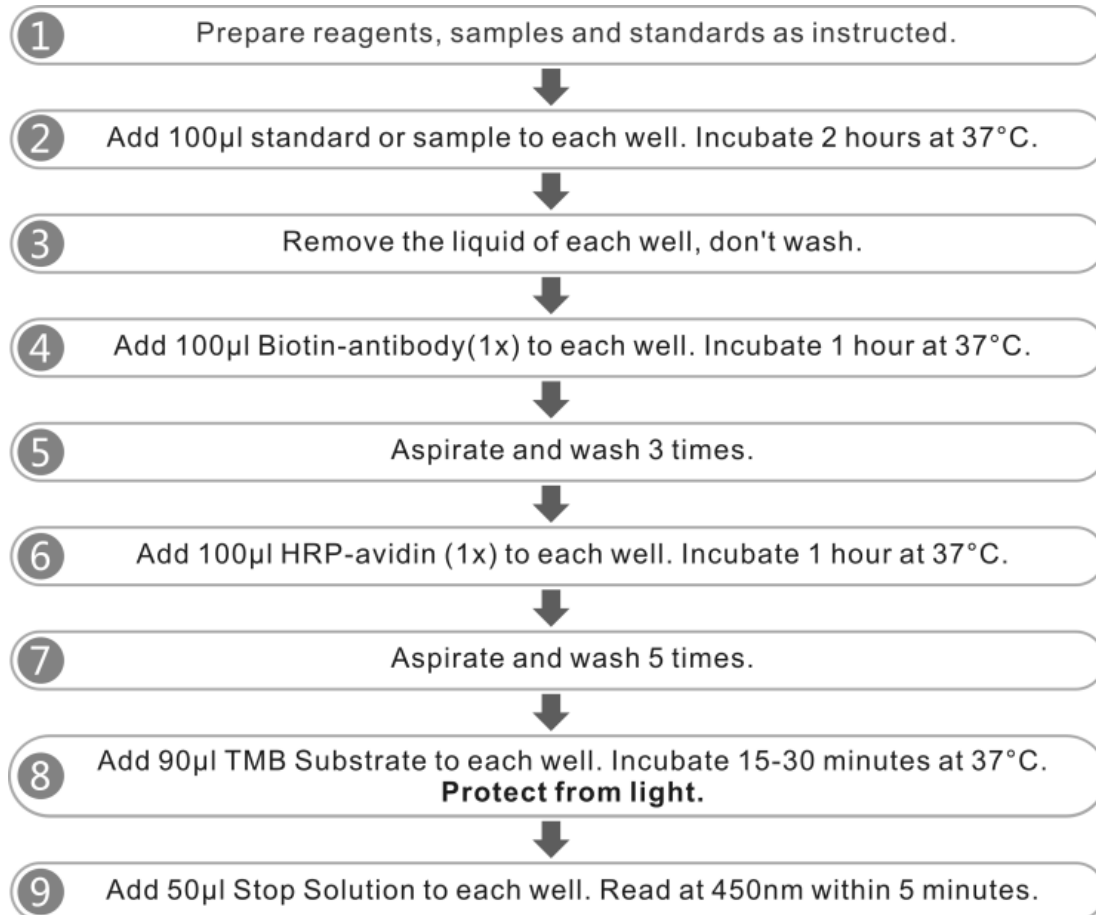 1 Prepare reagents, samples and standards as instructed.
2 Add 100µl standard or sample to each well. Incubate 2 hours at 37°C.
3 Remove the liquid of each well, don't wash.
4 Add 100µl Biotin-antibody(1x) to each well. Incubate 1 hour at 37°C.
5 Aspirate and wash 3 times.
6 Add 100µl HRP-avidin (1x) to each well. Incubate 1 hour at 37°C.
7 Aspirate and wash 5 times.
8 Add 90µl TMB Substrate to each well. Incubate 15-30 minutes at 37°C.
Protect from light.
9 Add 50µl Stop Solution to each well. Read at 450nm within 5 minutes.